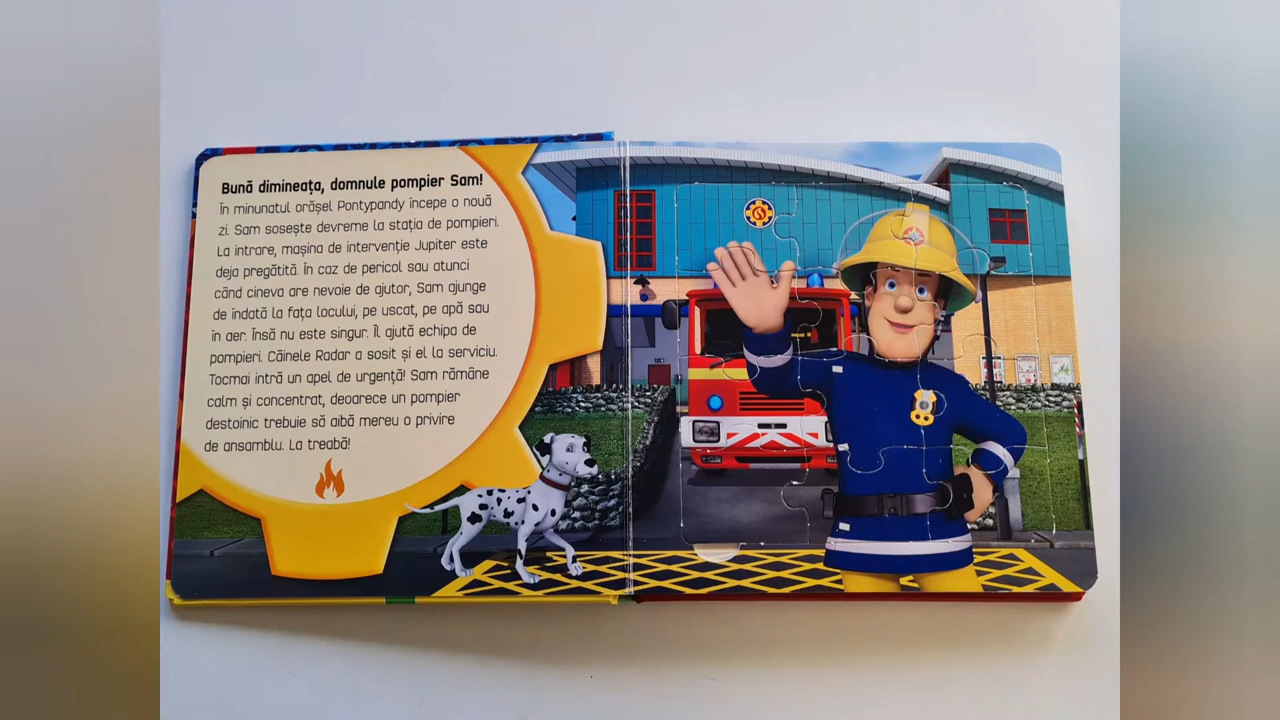 Bună dimineața, domnule pompier Sam!
În minunatul orășel Pontypandy începe o nouă
zi. Sam sosește devreme la stația de pompieri.
La intrare, mașina de intervenție Jupiter este
deja pregătită. În caz de pericol sau atunci
când cineva are nevoie de ajutor, Sam ajunge
de îndată la fața locului, pe uscat, pe apă sau
în aer. Însă nu este singur. Îl ajută echipa de
pompieri. Câinele Radar a sosit și el la serviciu.
Tocmai intră un apel de urgență! Sam rămâne
calm și concentrat, deoarece un pompier
destoinic trebuie să aibă mereu o privire
de ansamblu. La treabă!